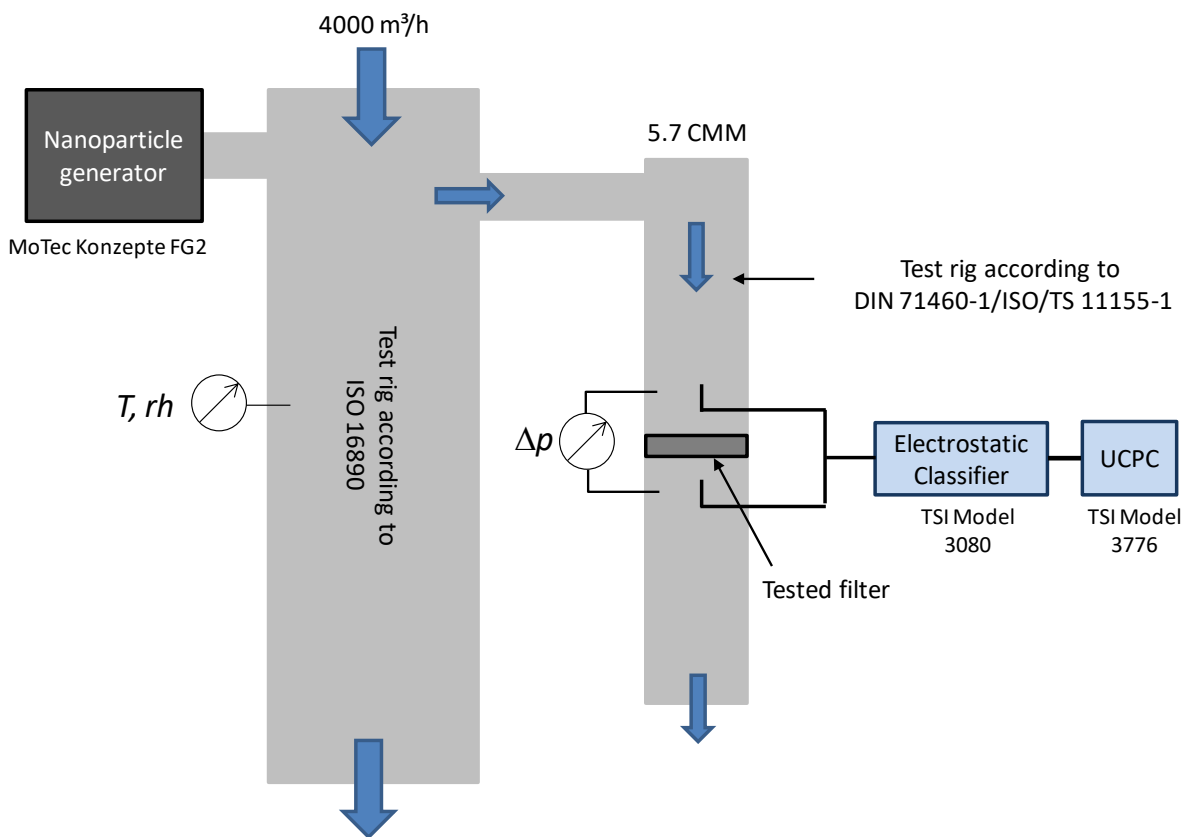 4000 m³/h
Nanoparticle
generator
MoTec Konzepte FG2
5.7 CMM
Test rig according to
DIN 71460-1/ISO/TS 11155-1
Test rig according to
ISO 16890
T, rh
Δp
Electrostatic
Classifier
UCPC
TSI Model
3080
TSI Model
3776
Tested filter